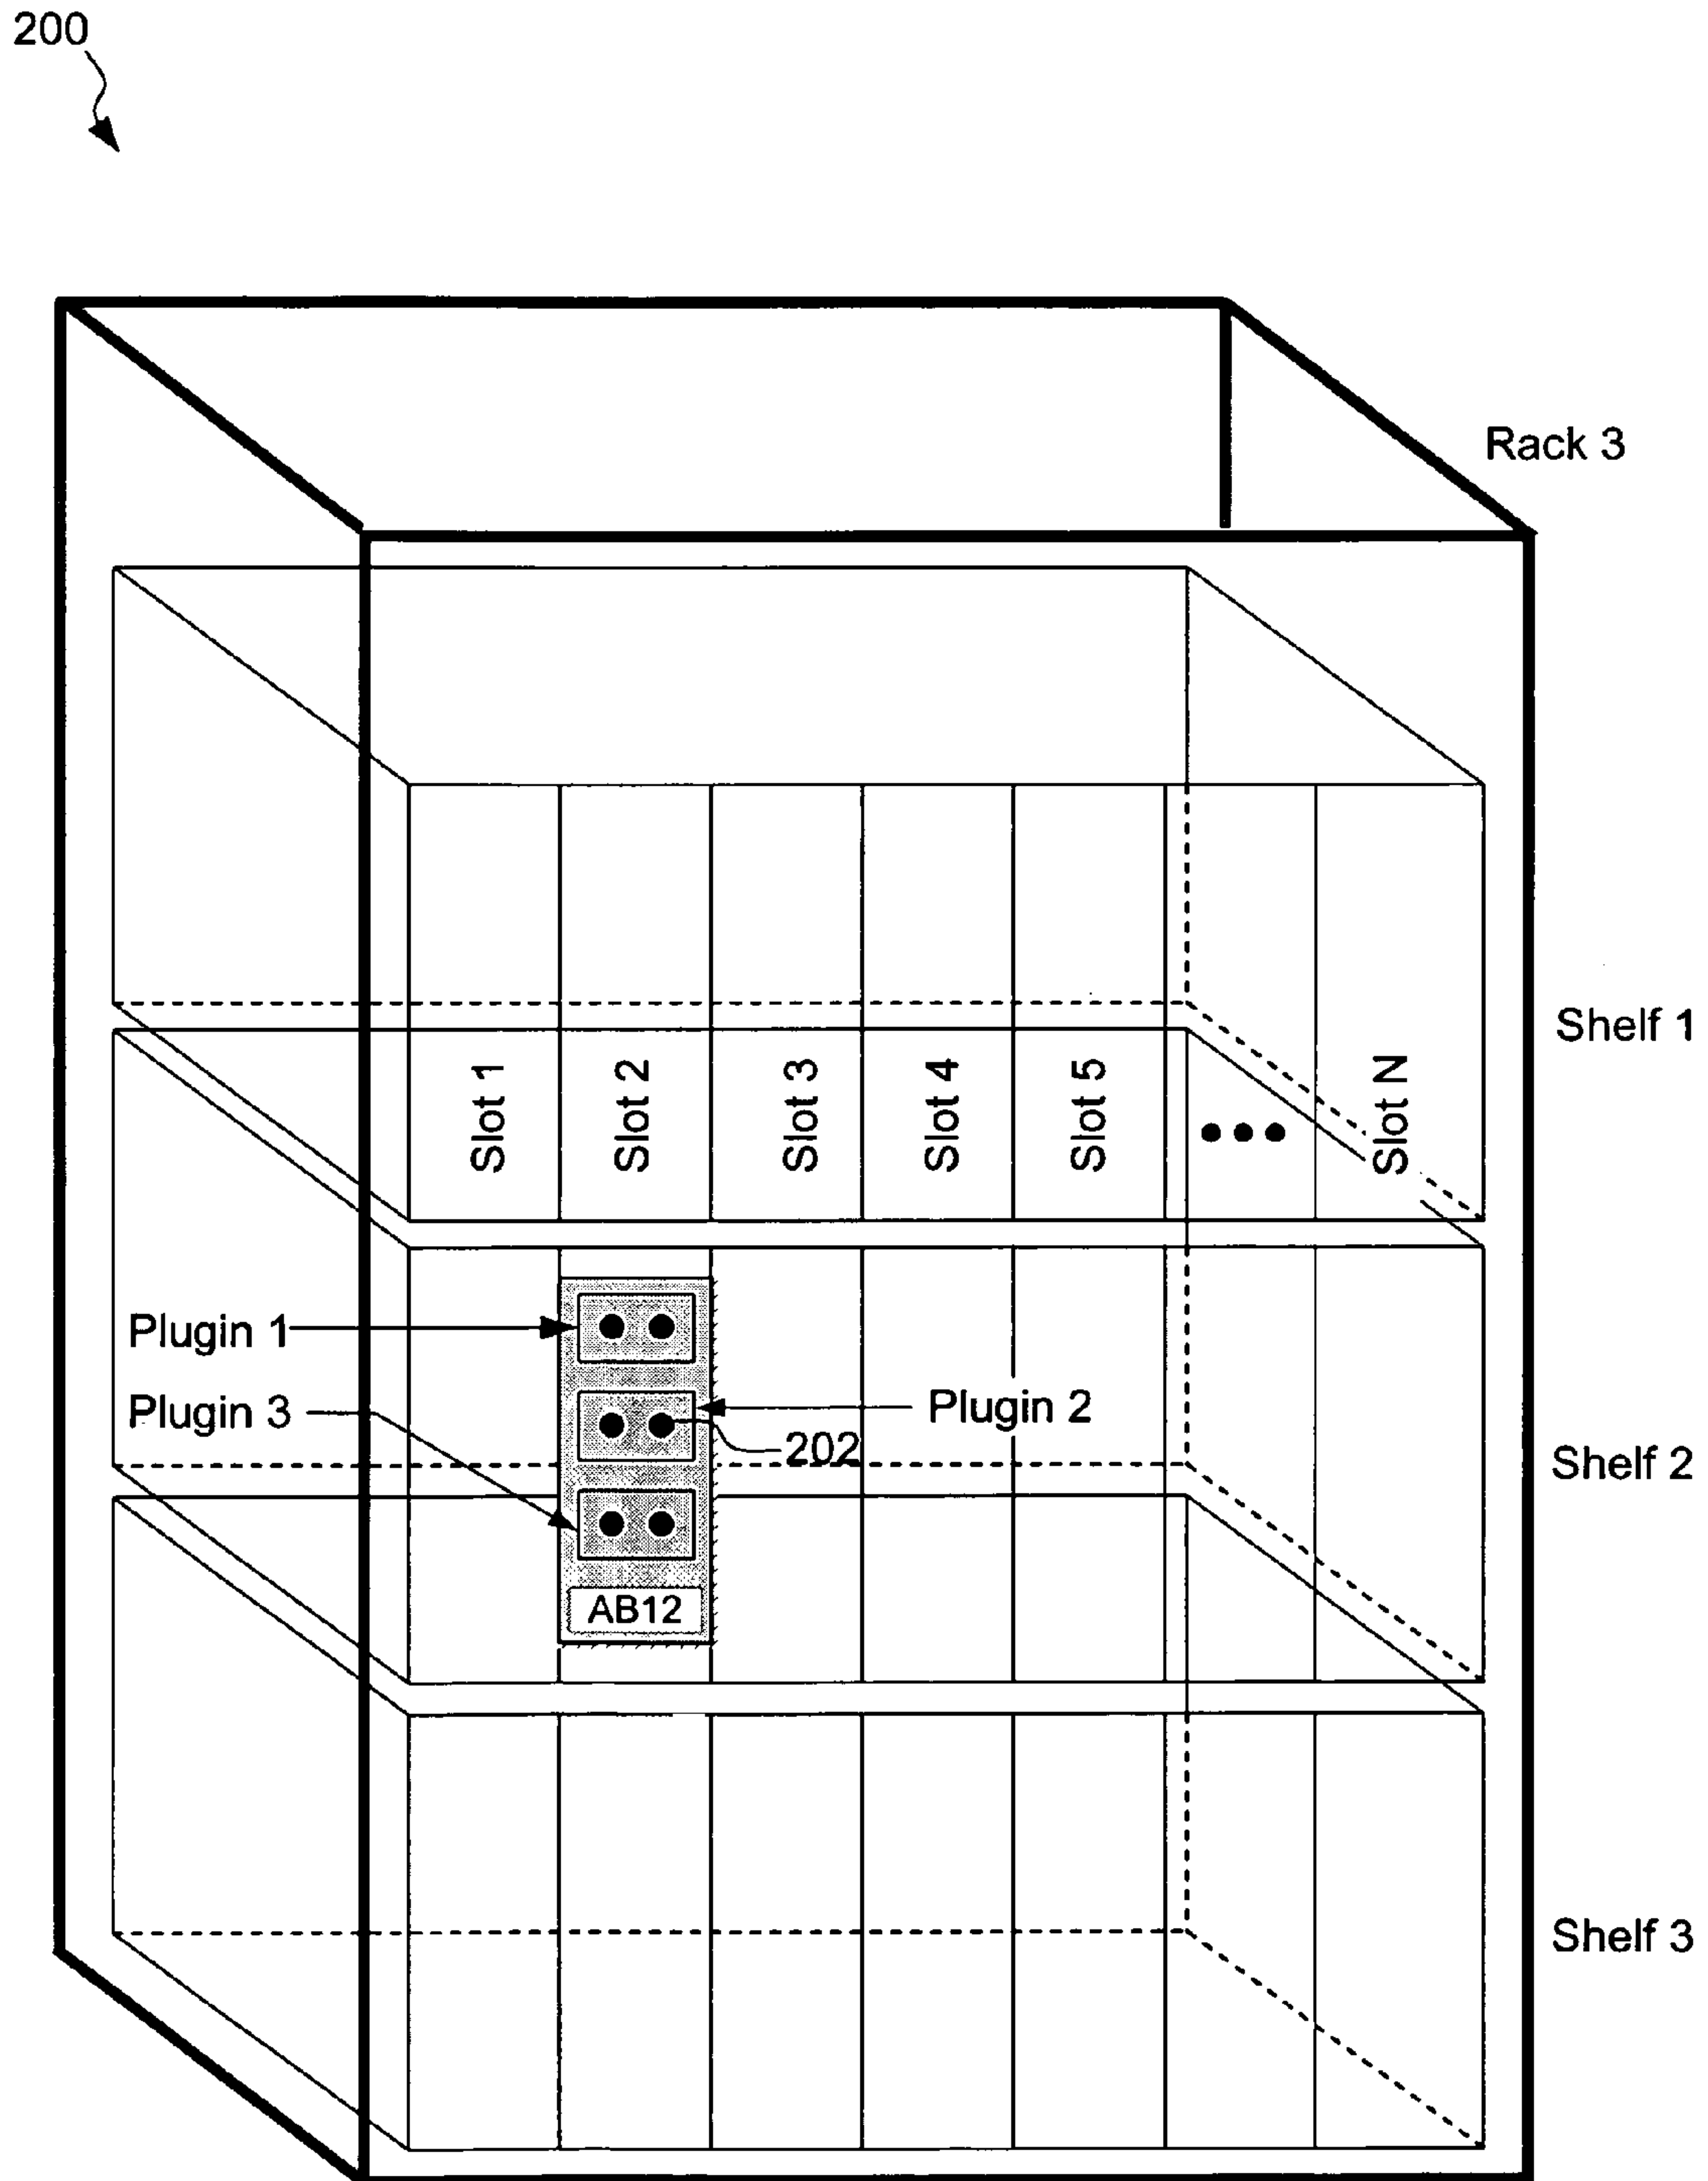 200
Rack 3
Shelf 1
Slot 1
Slot 2
Slot 3
Slot 4
Slot 5
Slot N
Plugin 1
Plugin 3
Plugin 2
202
Shelf 2
AB12
Shelf 3